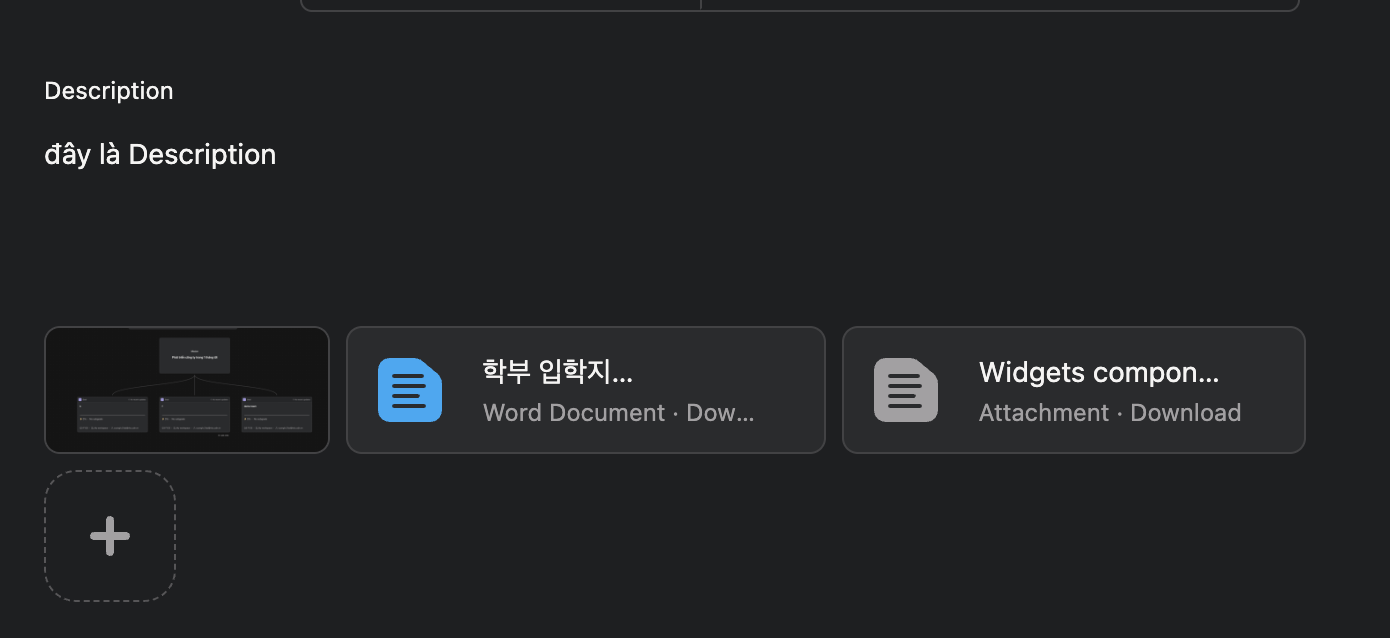 Description
đây là Description
학부 입학지...
Word Document · Dow...
Widgets compon...
Attachment · Download